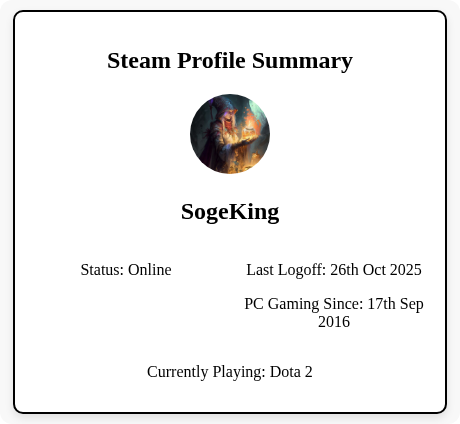 Steam Profile Summary
SogeKing
Status: Online
Last Logoff: 26th Oct 2025
PC Gaming Since: 17th Sep
2016
Currently Playing: Dota 2